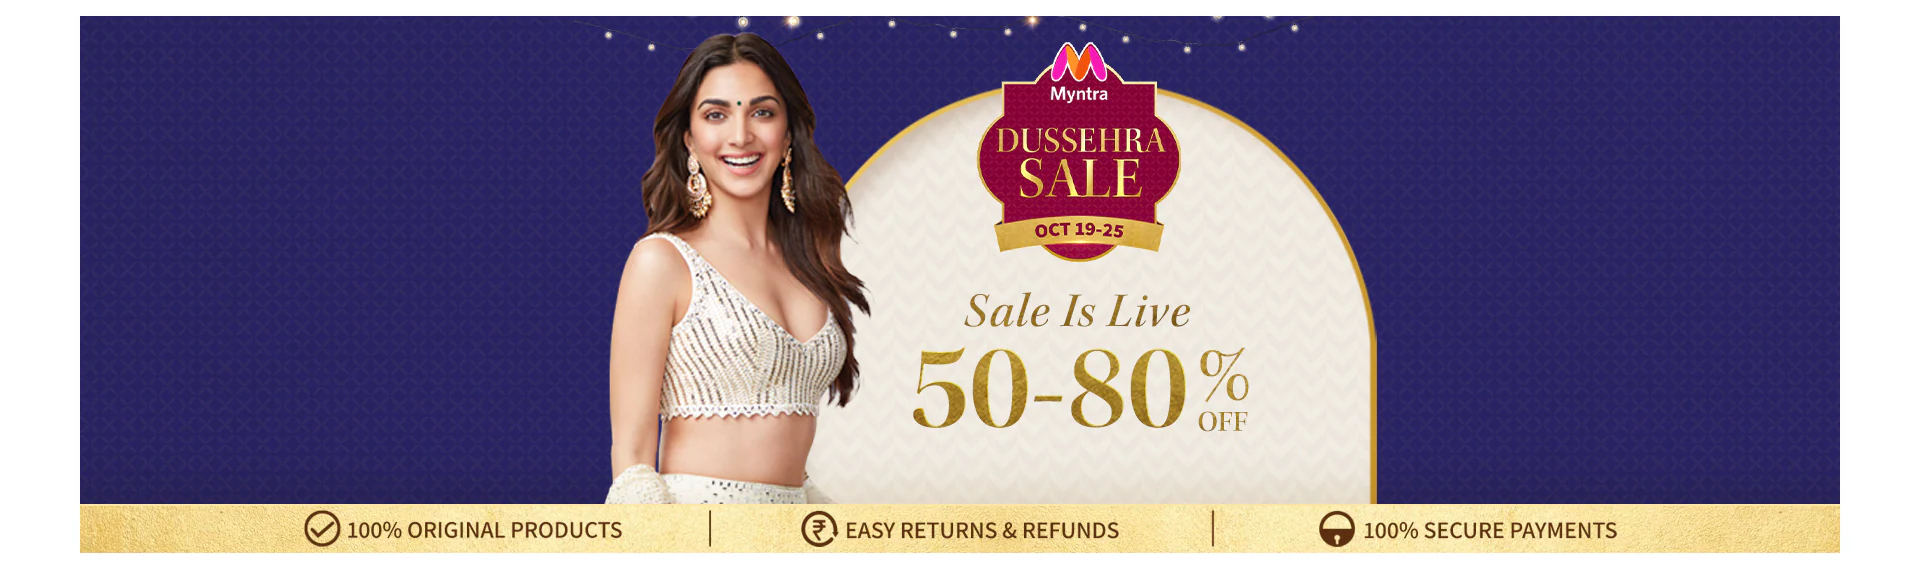 Myntra
DUSSEHRA
SALE
OCT 19-25
Sale Is Live
50-80%
OFF
100% ORIGINAL PRODUCTS
EASY RETURNS & REFUNDS
100% SECURE PAYMENTS